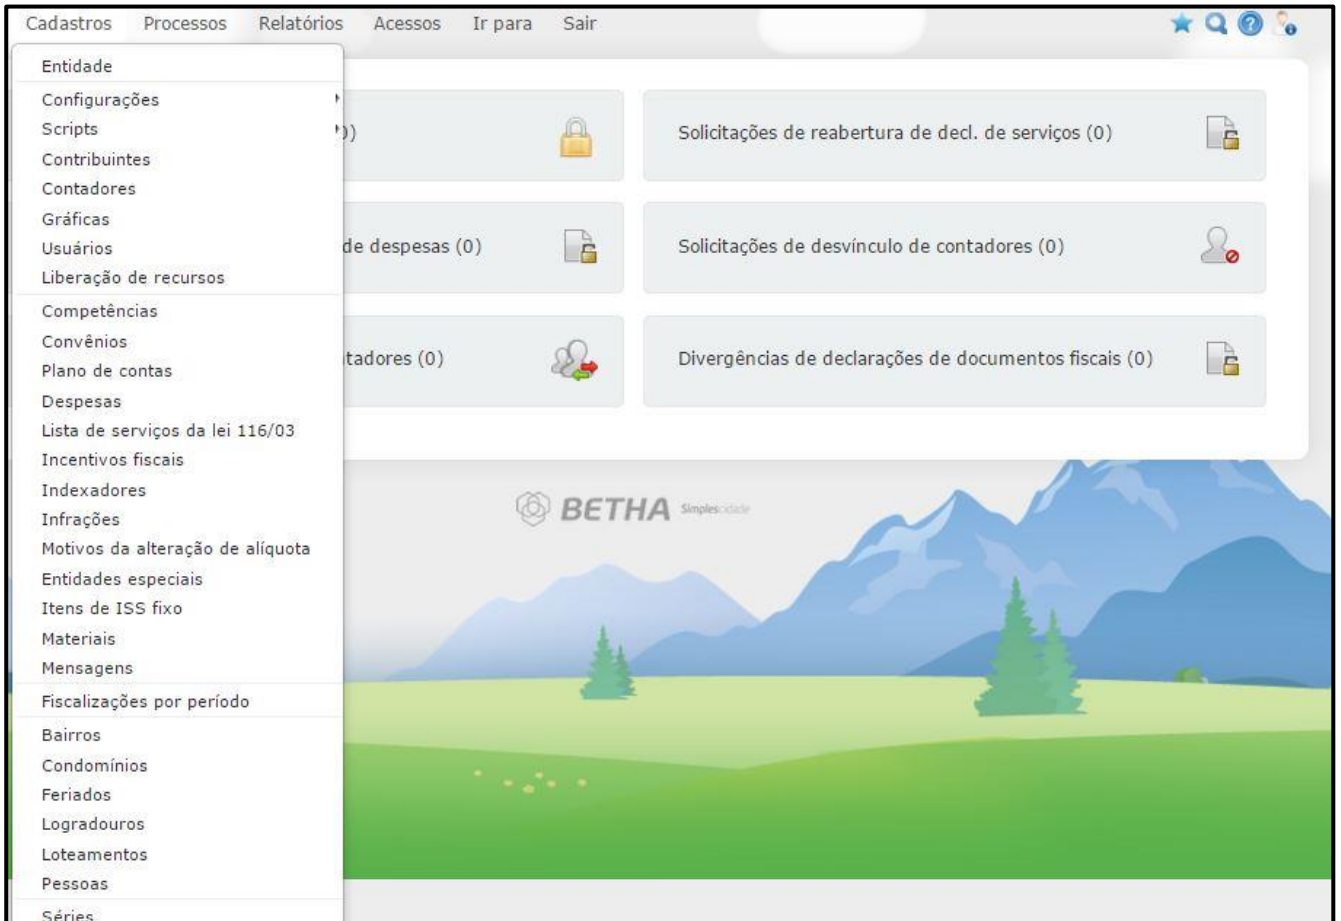 Cadastros Processos Relatórios Acessos Ir para Sair
Entidade
Configurações
Scripts
Contribuintes
Contadores
Gráficas
Usuários
Liberação de recursos
Competências
Convênios
Plano de contas
Despesas
Lista de serviços da lei 116/03
Incentivos fiscais
Indexadores
Infrações
Motivos da alteração de alíquota
Entidades especiais
Itens de ISS fixo
Materiais
Mensagens
Fiscalizações por período
Bairros
Condomínios
Feriados
Logradouros
Loteamentos
Pessoas
Séries
)) Solicitações de reabertura de decl. de serviços (0)
de despesas (0) Solicitações de desvínculo de contadores (0)
tadores (0) Divergências de declarações de documentos fiscais (0)
BETHA Simplescidade